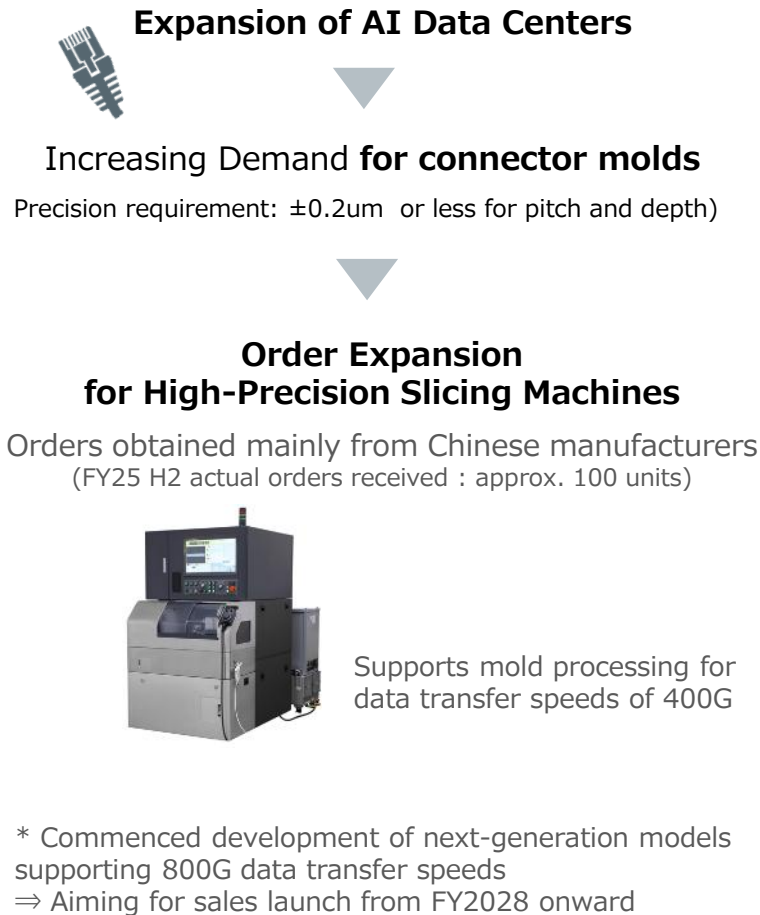 Expansion of AI Data Centers
Increasing Demand for connector molds
Precision requirement: ±0.2um  or less for pitch and depth)
Order Expansion
for High-Precision Slicing Machines
Orders obtained mainly from Chinese manufacturers
(FY25 H2 actual orders received : approx. 100 units)
Supports mold processing for
data transfer speeds of 400G
* Commenced development of next-generation models
supporting 800G data transfer speeds
⇒ Aiming for sales launch from FY2028 onward